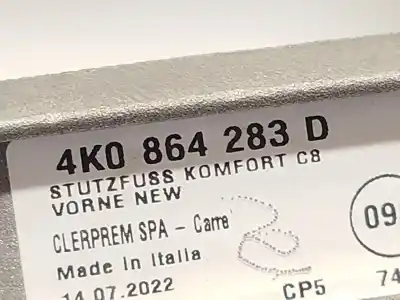 4K0 864 283 D
STUTZFUSS KOMFORT C8
VORNE NEW
CLERPREM SPA - Carre
Made in Italia
14.07.2022
CP5
09
74